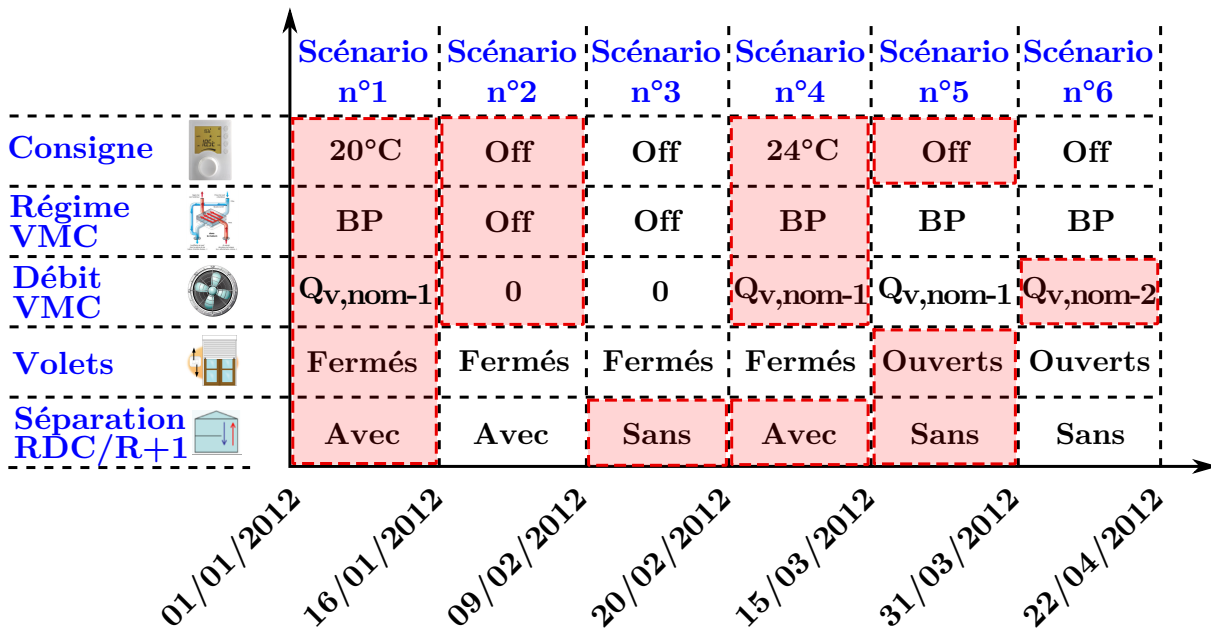 Scénario Scénario Scénario Scénario Scénario Scénario
n°1 n°2 n°3 n°4 n°5 n°6
Consigne 20°C Off Off 24°C Off Off
Régime
VMC BP Off Off BP BP BP
Débit
VMC Qv,nom-1 0 0 Qv,nom-1 Qv,nom-1 Qv,nom-2
Volets Fermés Fermés Fermés Fermés Ouverts Ouverts
Séparation
RDC/R+1 Avec Avec Sans Avec Sans Sans
01/01/2012 16/01/2012 09/02/2012 20/02/2012 15/03/2012 31/03/2012 22/04/2012